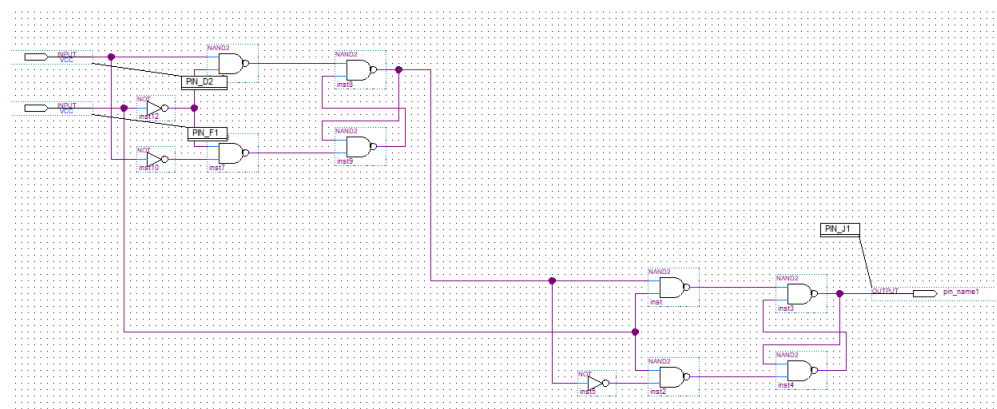 NAND2
INPUT
VCC
PIN_D2
NAND2
inst8
INPUT
VCC
NOT
inst12
PIN_F1
NAND2
inst9
NOT
inst10
inst7
PIN_J1
NAND2
inst
NAND2
inst3
OUTPUT
pin_name1
NAND2
inst2
NAND2
inst4
NOT
inst5